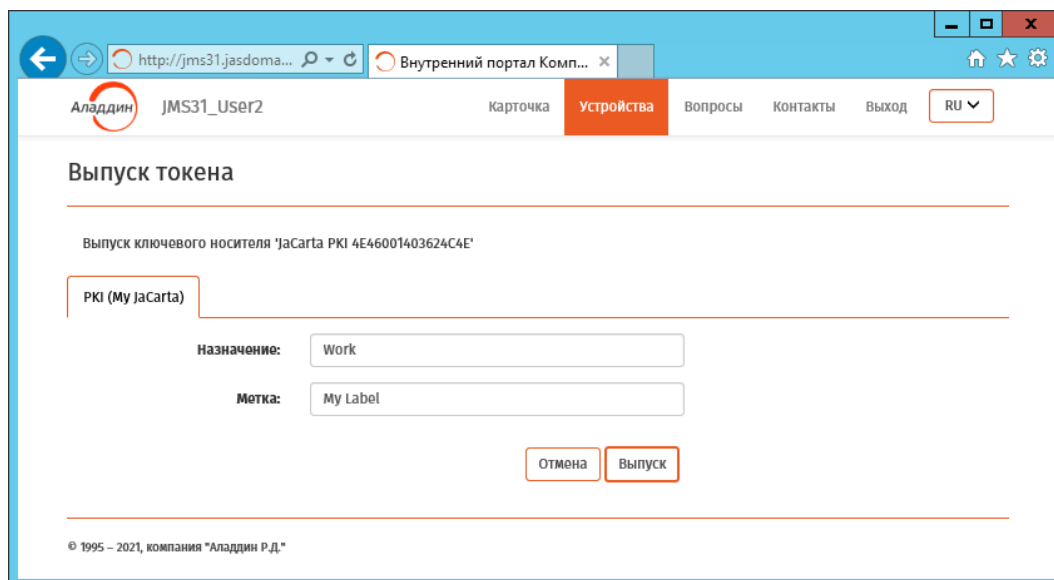 http://jms31.jasdoma...
Внутренний портал Комп...
Аладдин
JMS31_User2
Карточка
Устройства
Вопросы
Контакты
Выход
RU
Выпуск токена
Выпуск ключевого носителя 'JaCarta PKI 4E46001403624C4E'
PKI (My JaCarta)
Назначение:
Work
Метка:
My Label
Отмена
Выпуск
© 1995 – 2021, компания "Аладдин Р.Д."